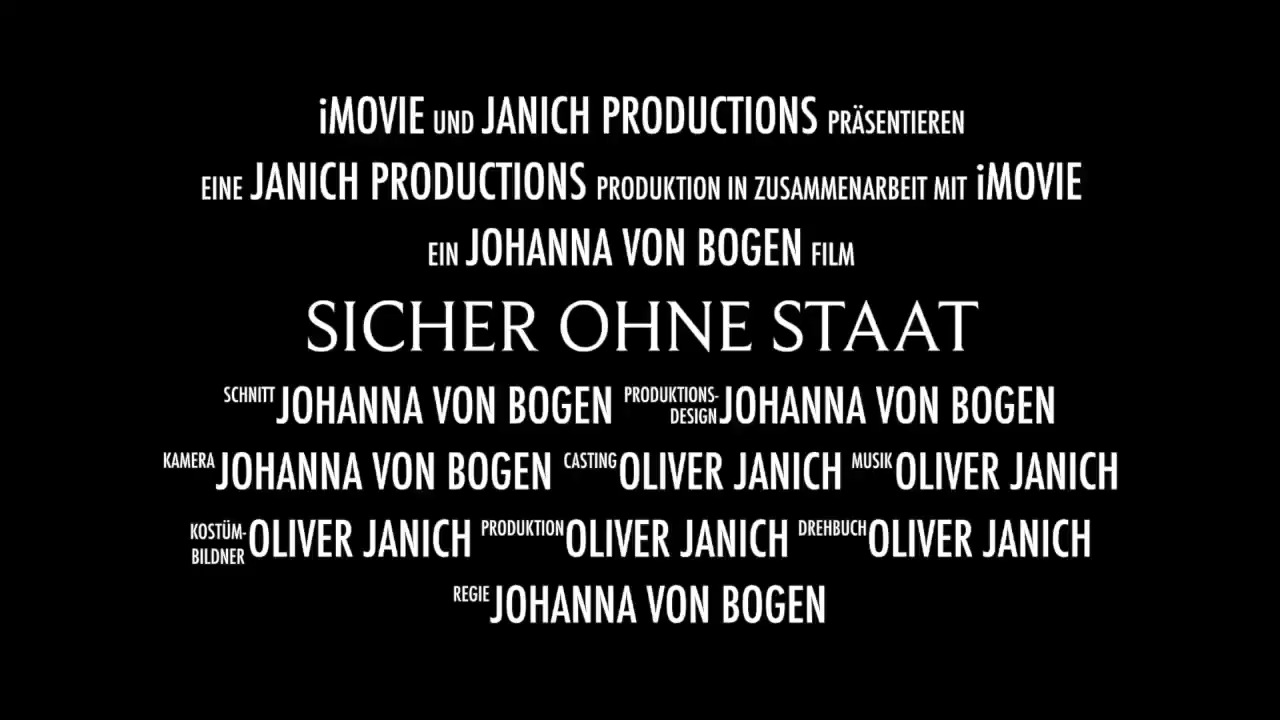 iMOVIE UND JANICH PRODUCTIONS PRÄSENTIEREN
EINE JANICH PRODUCTIONS PRODUKTION IN ZUSAMMENARBEIT MIT iMOVIE
EIN JOHANNA VON BOGEN FILM
SICHER OHNE STAAT
SCHNITT JOHANNA VON BOGEN PRODUKTIONS-DESIGN JOHANNA VON BOGEN
KAMERA JOHANNA VON BOGEN CASTING OLIVER JANICH MUSIK OLIVER JANICH
KOSTÜM-BILDNER OLIVER JANICH PRODUKTION OLIVER JANICH DREHBUCH OLIVER JANICH
REGIE JOHANNA VON BOGEN